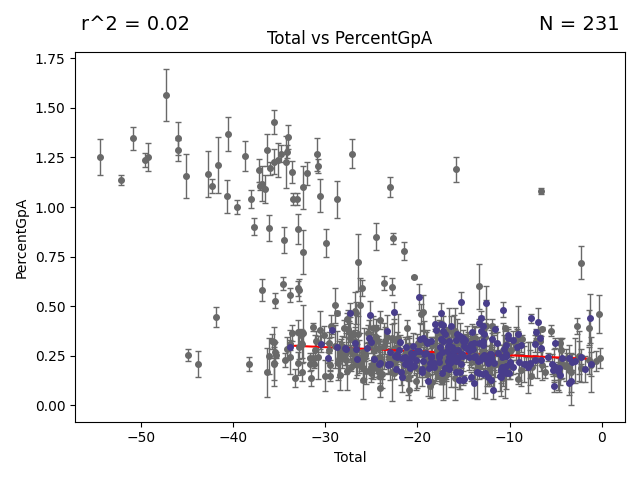 r^2 = 0.02
N = 231
Total vs PercentGpA
PercentGpA
1.75
1.50
1.25
1.00
0.75
0.50
0.25
0.00
−50
−40
−30
−20
−10
0
Total